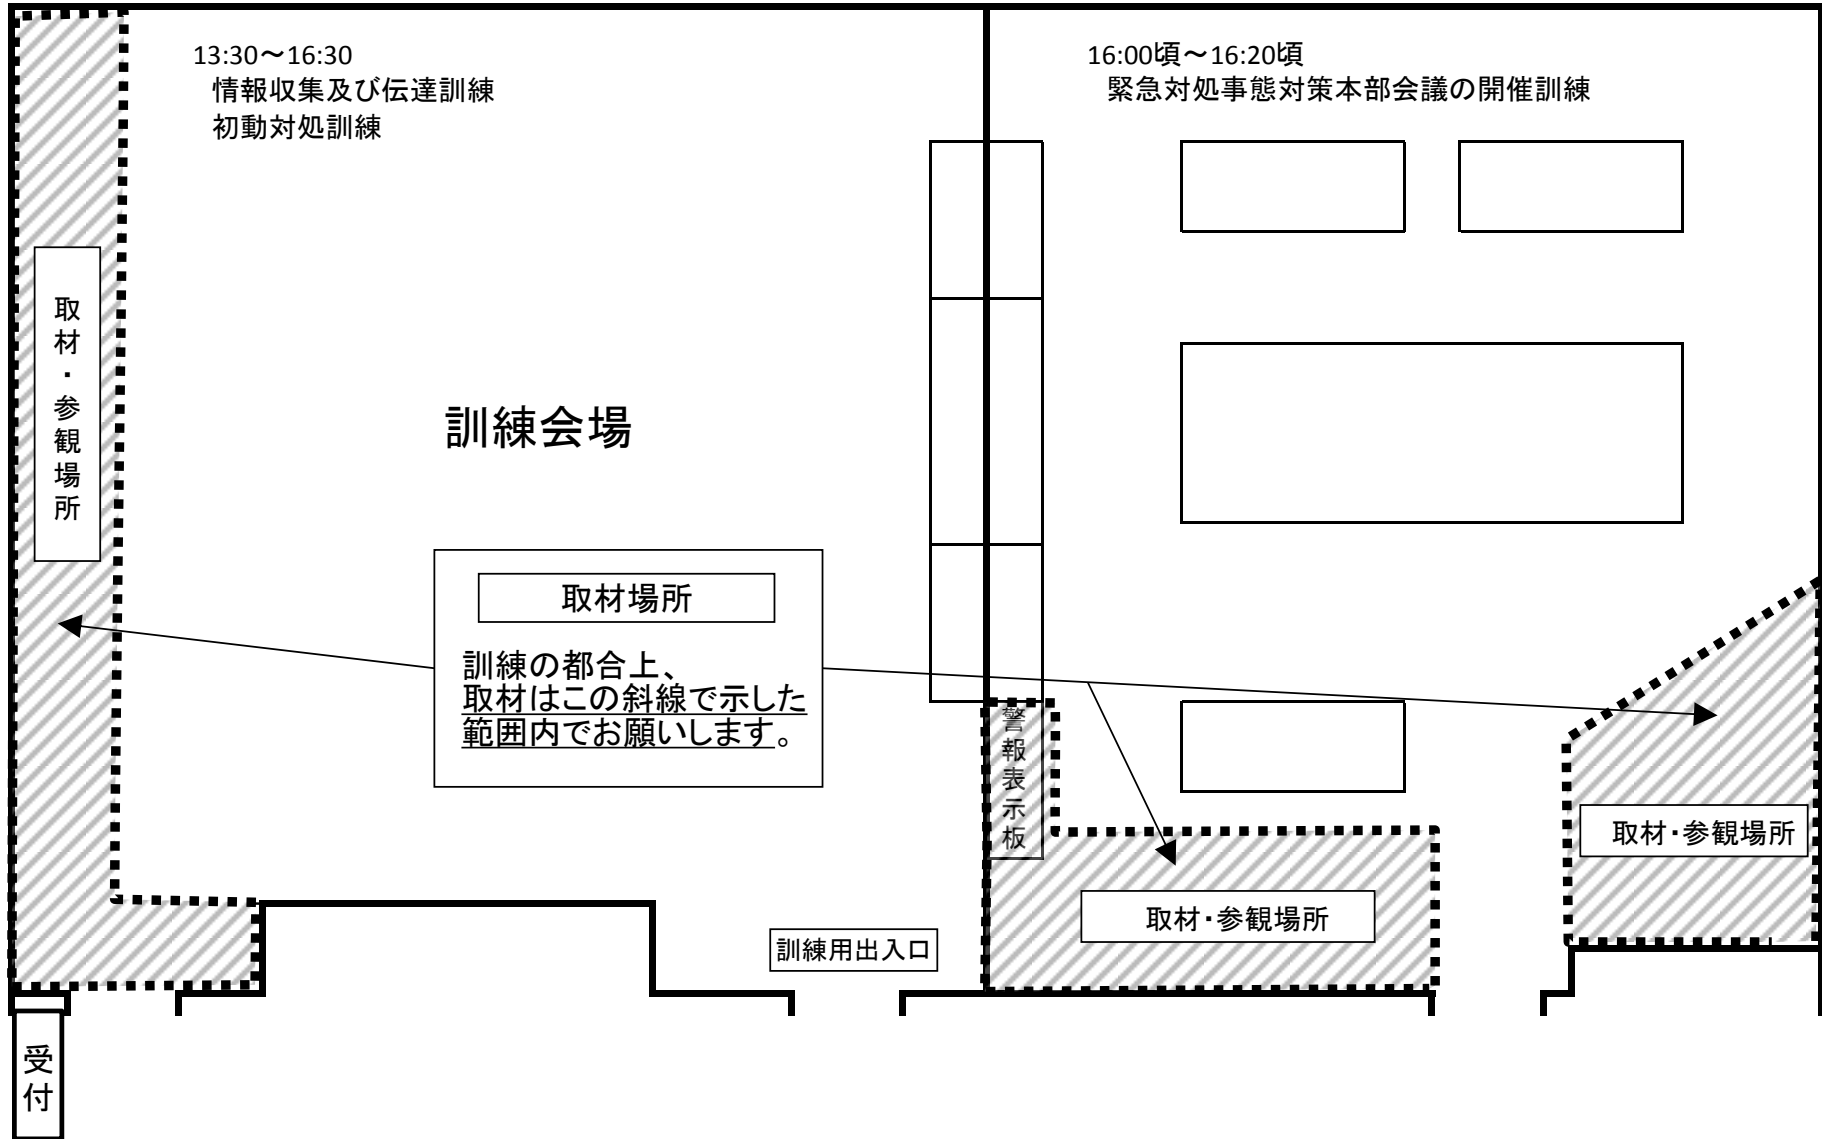 13:30～16:30
情報収集及び伝達訓練
初動対処訓練
16:00頃～16:20頃
緊急対処事態対策本部会議の開催訓練
取材・参観場所
訓練会場
取材場所
訓練の都合上、
取材はこの斜線で示した
範囲内でお願いします。
警報表示板
取材・参観場所
取材・参観場所
訓練用出入口
受付